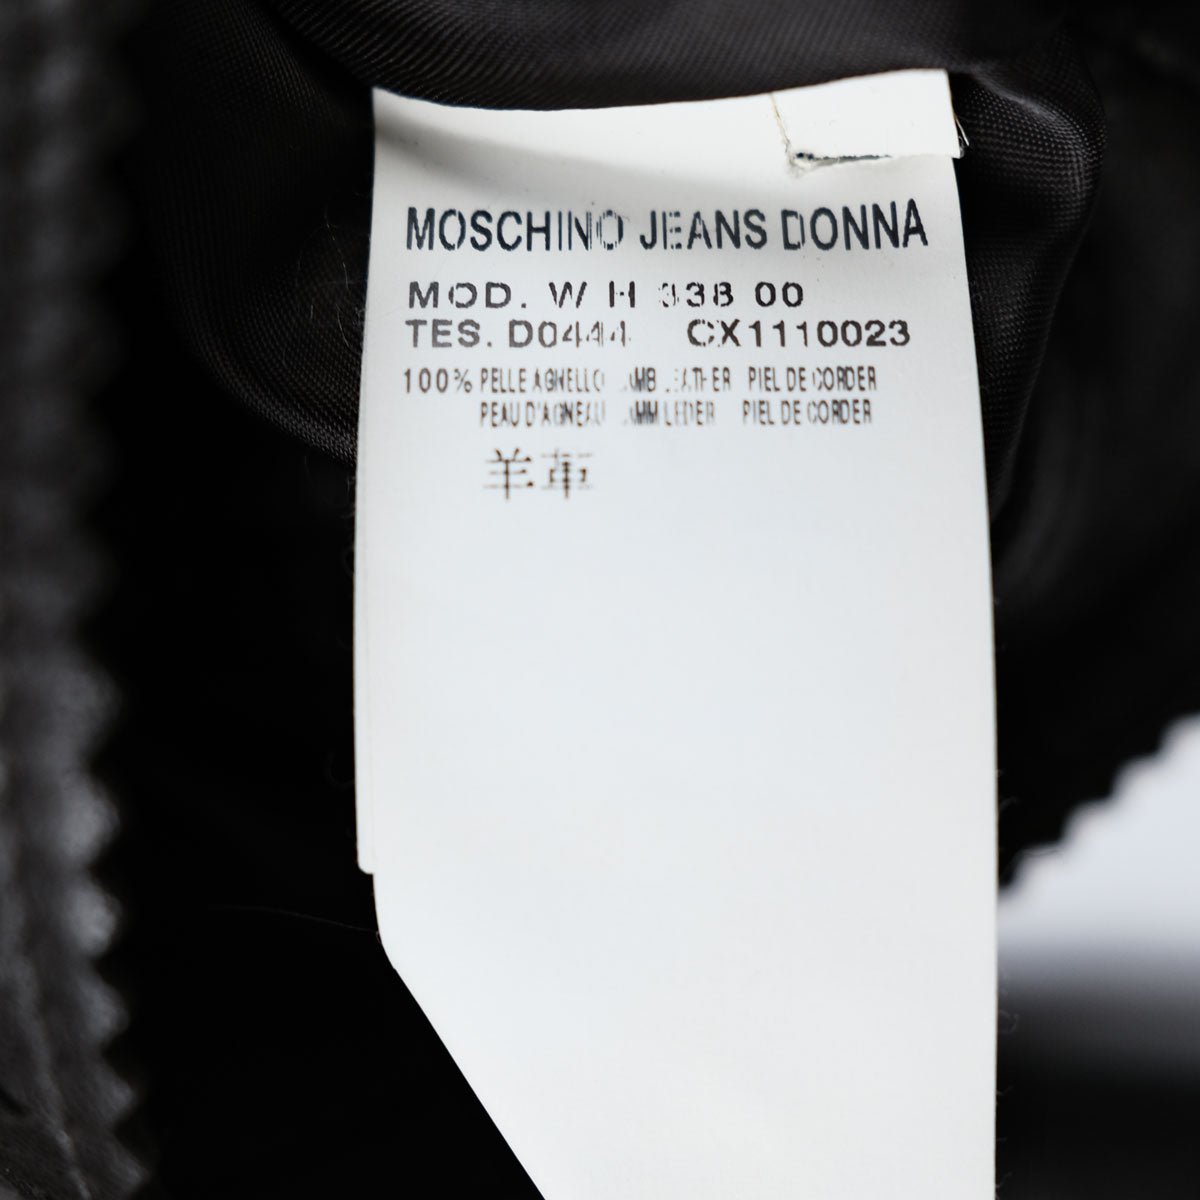 MOSCHINO JEANS DONNA
MOD. W H 338 00
TES. D0444 CX1110023
100% PELLE AGNELLO LAMB LEATHER PIEL DE CORDER
PEAU D'AGNEAU LAMM LEDER PIEL DE CORDER
羊革